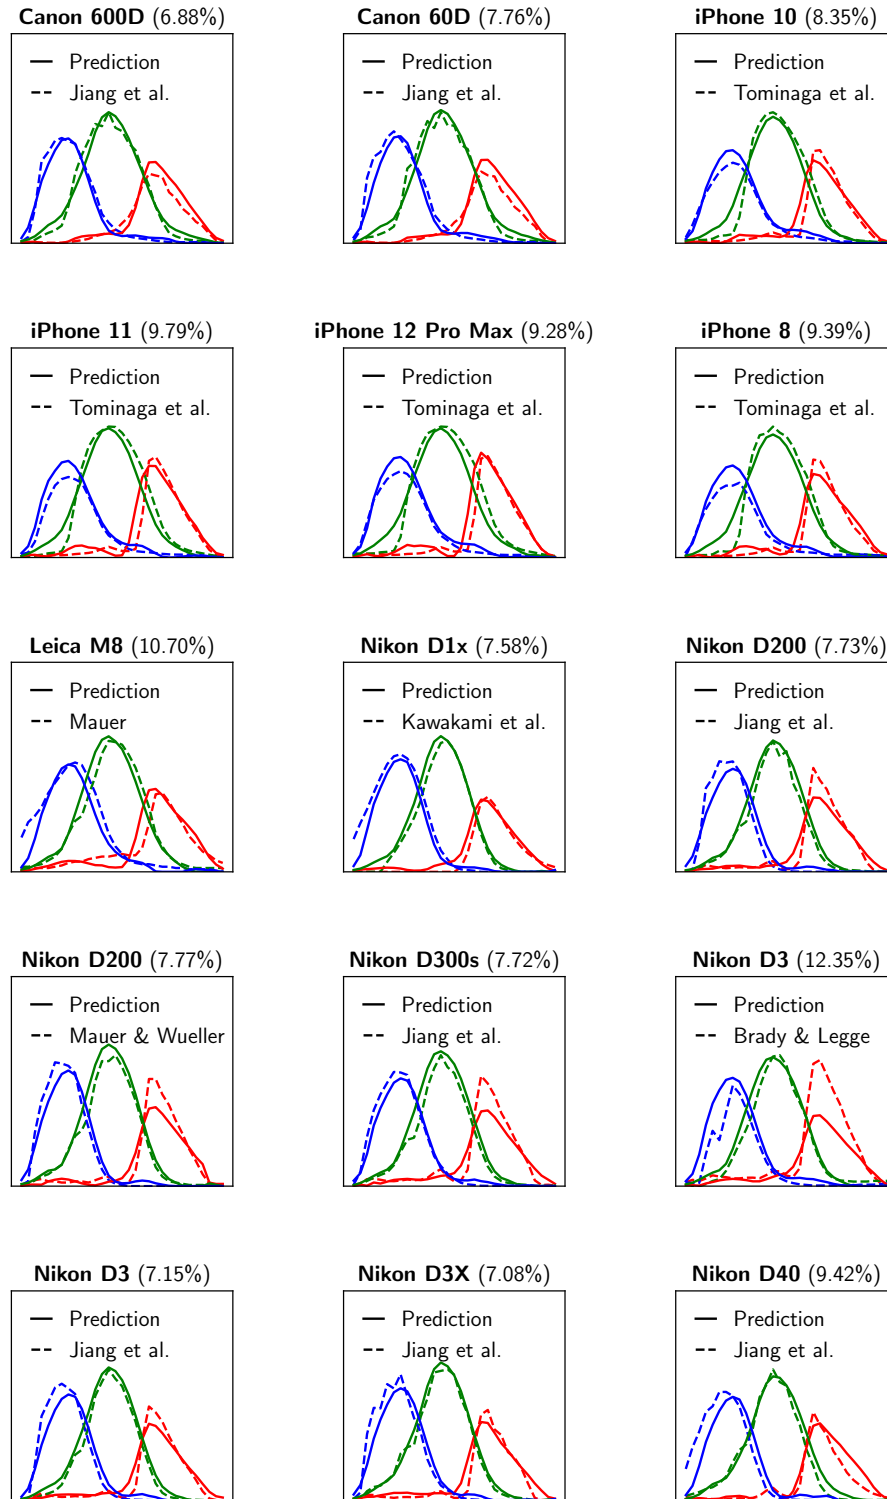 Canon 600D (6.88%)
Prediction
Jiang et al.
Canon 60D (7.76%)
Prediction
Jiang et al.
iPhone 10 (8.35%)
Prediction
Tominaga et al.
iPhone 11 (9.79%)
Prediction
Tominaga et al.
iPhone 12 Pro Max (9.28%)
Prediction
Tominaga et al.
iPhone 8 (9.39%)
Prediction
Tominaga et al.
Leica M8 (10.70%)
Prediction
Mauer
Nikon D1x (7.58%)
Prediction
Kawakami et al.
Nikon D200 (7.73%)
Prediction
Jiang et al.
Nikon D200 (7.77%)
Prediction
Mauer & Wueller
Nikon D300s (7.72%)
Prediction
Jiang et al.
Nikon D3 (12.35%)
Prediction
Brady & Legge
Nikon D3 (7.15%)
Prediction
Jiang et al.
Nikon D3X (7.08%)
Prediction
Jiang et al.
Nikon D40 (9.42%)
Prediction
Jiang et al.